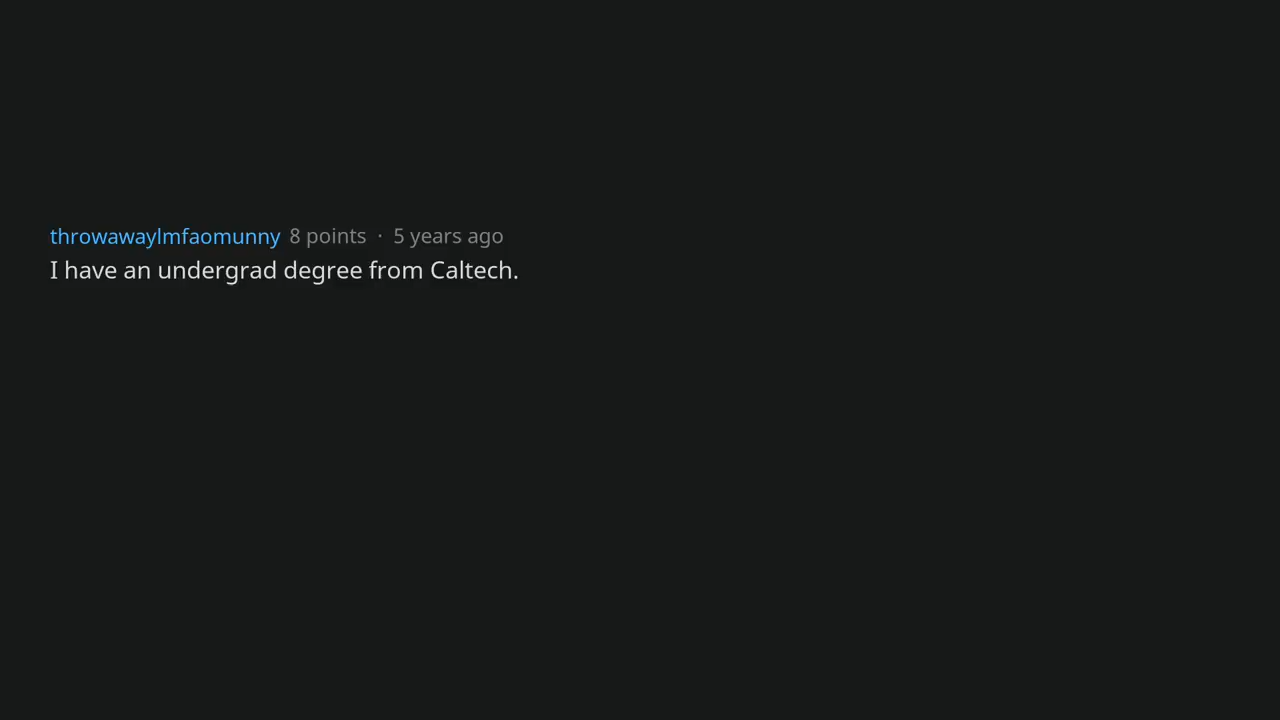 throwawaylmfaomunny 8 points · 5 years ago
I have an undergrad degree from Caltech.